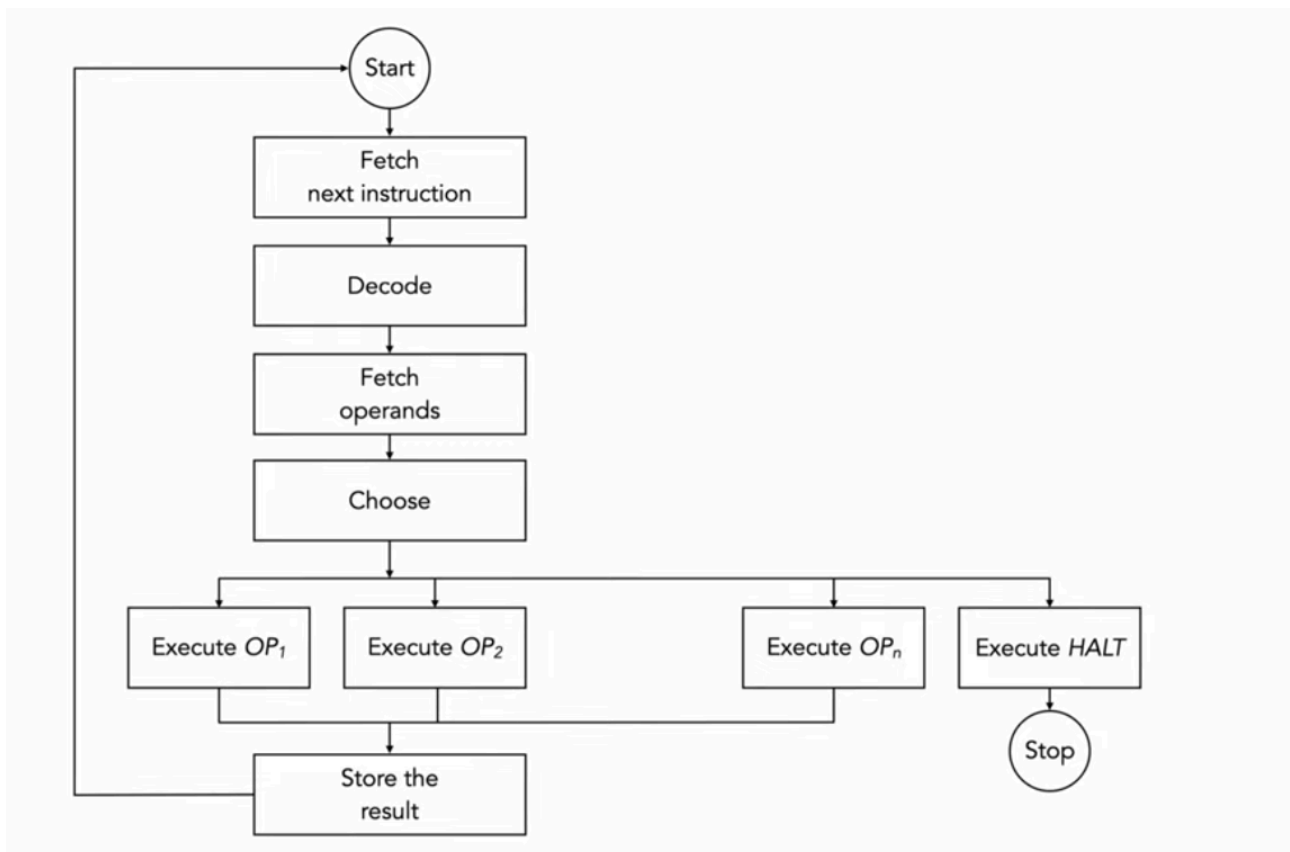 Start
Fetch
next instruction
Decode
Fetch
operands
Choose
Execute OP₁
Execute OP₂
Execute OPₙ
Execute HALT
Stop
Store the
result